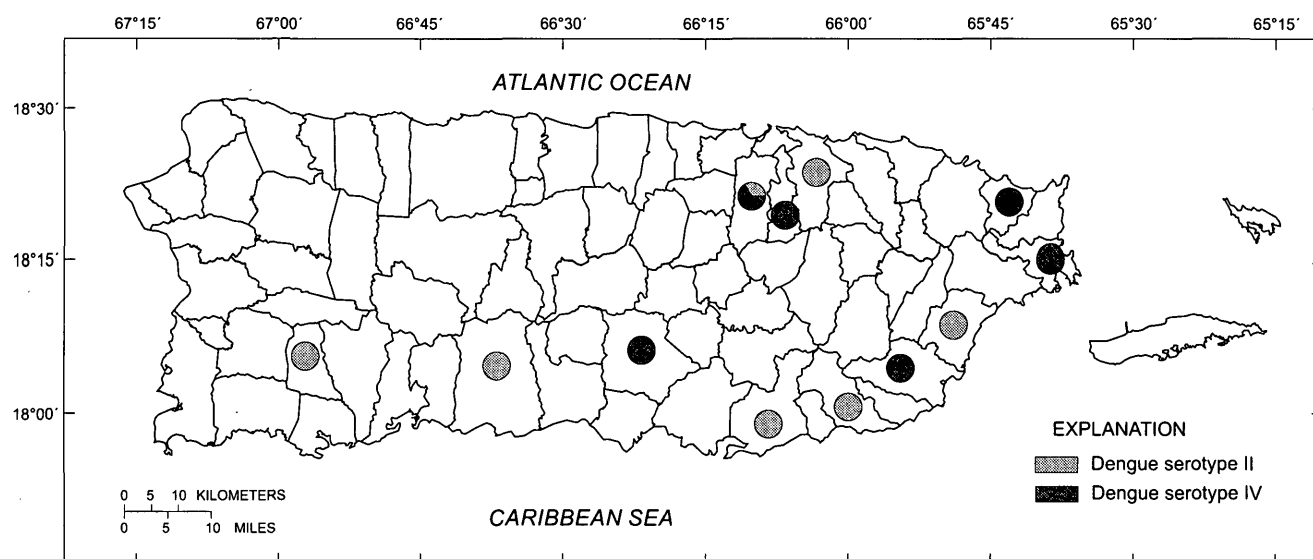 67°15´ 67°00´ 66°45´ 66°30´ 66°15´ 66°00´ 65°45´ 65°30´ 65°15´
ATLANTIC OCEAN
18°30´
18°15´
18°00´
EXPLANATION
Dengue serotype II
Dengue serotype IV
0 5 10 KILOMETERS
0 5 10 MILES
CARIBBEAN SEA